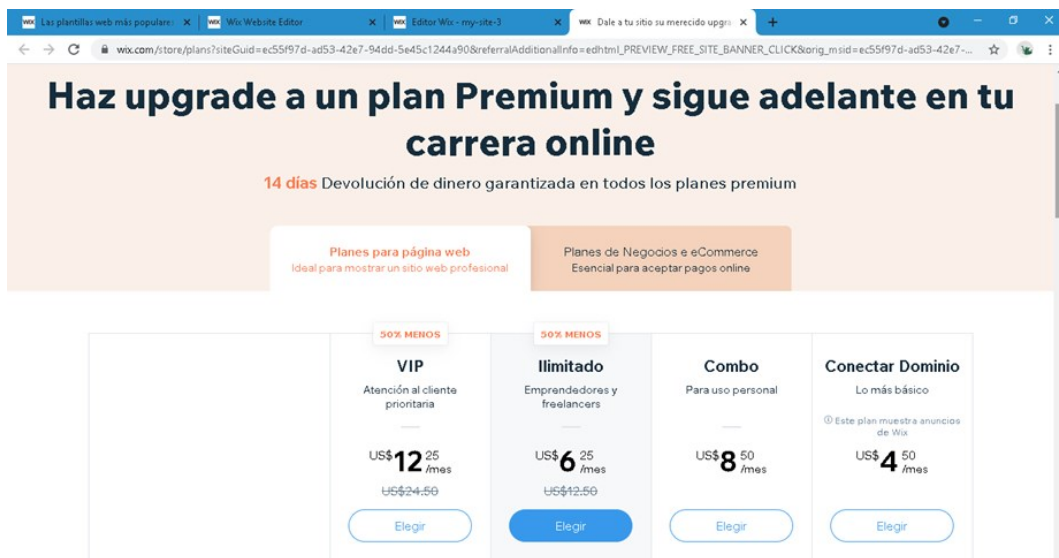 WIX Las plantillas web más populares
WIX Wix Website Editor
WIX Editor Wix - my-site-3
WIX Dale a tu sitio su merecido upgra
wix.com/store/plans?siteGuid=ec55f97d-ad53-42e7-94dd-5e45c1244a90&referralAdditionalInfo=edhtml_PREVIEW_FREE_SITE_BANNER_CLICK&orig_msid=ec55f97d-ad53-42e7-...
Haz upgrade a un plan Premium y sigue adelante en tu
carrera online
14 días Devolución de dinero garantizada en todos los planes premium
Planes para página web
Ideal para mostrar un sitio web profesional
Planes de Negocios e eCommerce
Esencial para aceptar pagos online
50% MENOS
VIP
Atención al cliente
prioritaria
US$12 25 /mes
US$24.50
Elegir
50% MENOS
Ilimitado
Emprendedores y
freelancers
US$6 25 /mes
US$12.50
Elegir
Combo
Para uso personal
US$8 50 /mes
Elegir
Conectar Dominio
Lo más básico
Este plan muestra anuncios
de Wix
US$4 50 /mes
Elegir